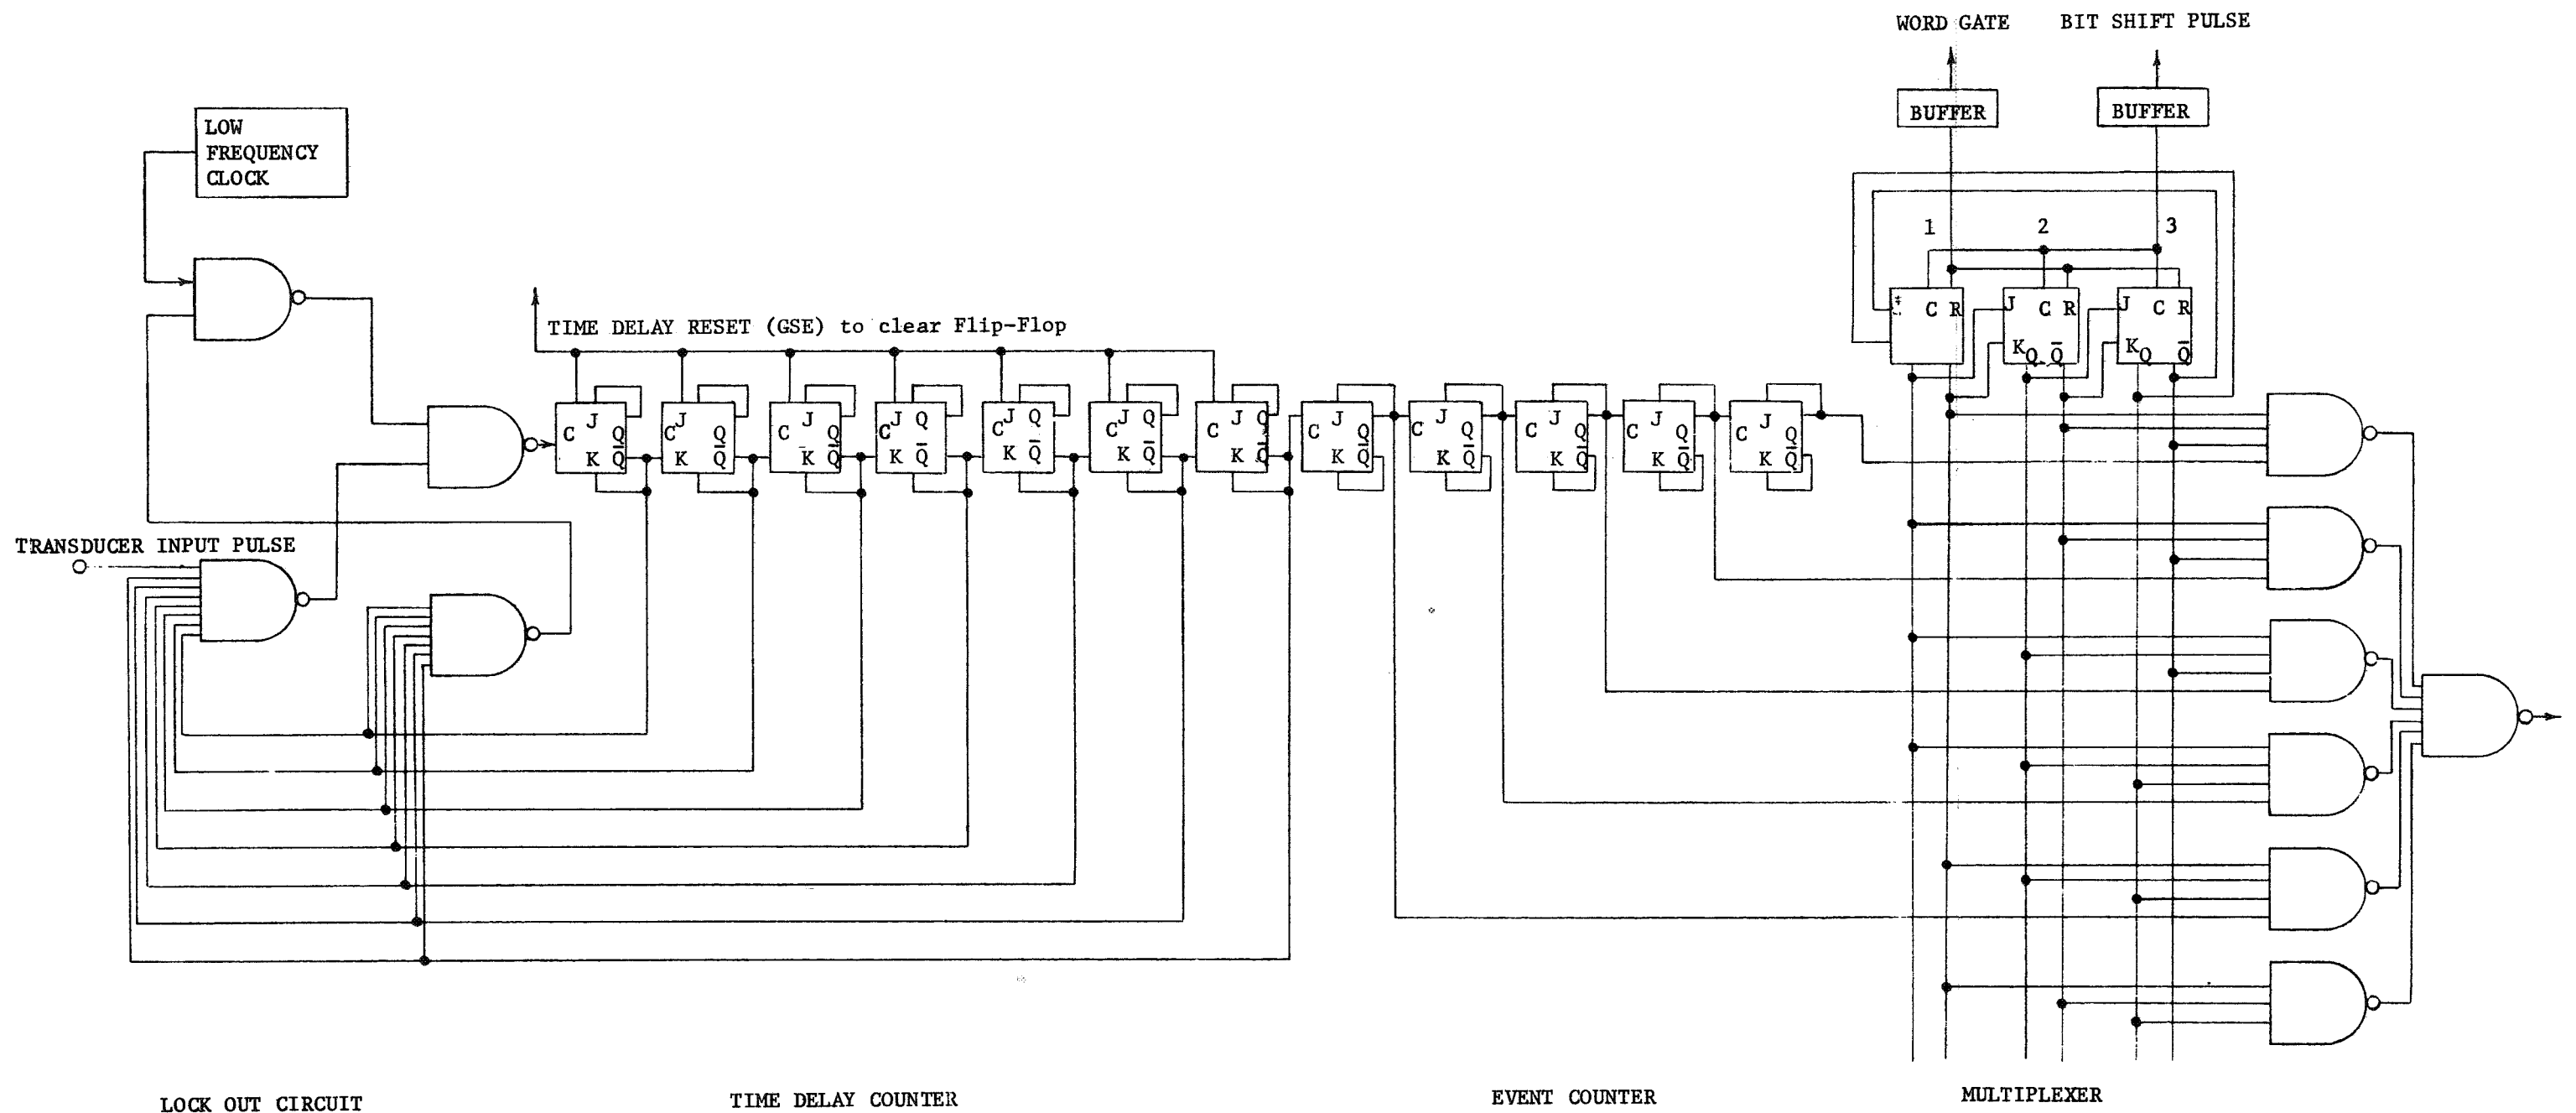 WORD GATE
BIT SHIFT PULSE
BUFFER
BUFFER
LOW
FREQUENCY
CLOCK
1
2
3
C R
J C R
K Q Q̅
J C R
K Q Q̅
TIME DELAY RESET (GSE) to clear Flip-Flop
C J Q
K Q̅
C J Q
K Q̅
C J Q
K Q̅
C J Q
K Q̅
C J Q
K Q̅
C J Q
K Q̅
C J Q
K Q̅
C J Q
K Q̅
C J Q
K Q̅
C J Q
K Q̅
C J Q
K Q̅
C J Q
K Q̅
TRANSDUCER INPUT PULSE
LOCK OUT CIRCUIT
TIME DELAY COUNTER
EVENT COUNTER
MULTIPLEXER